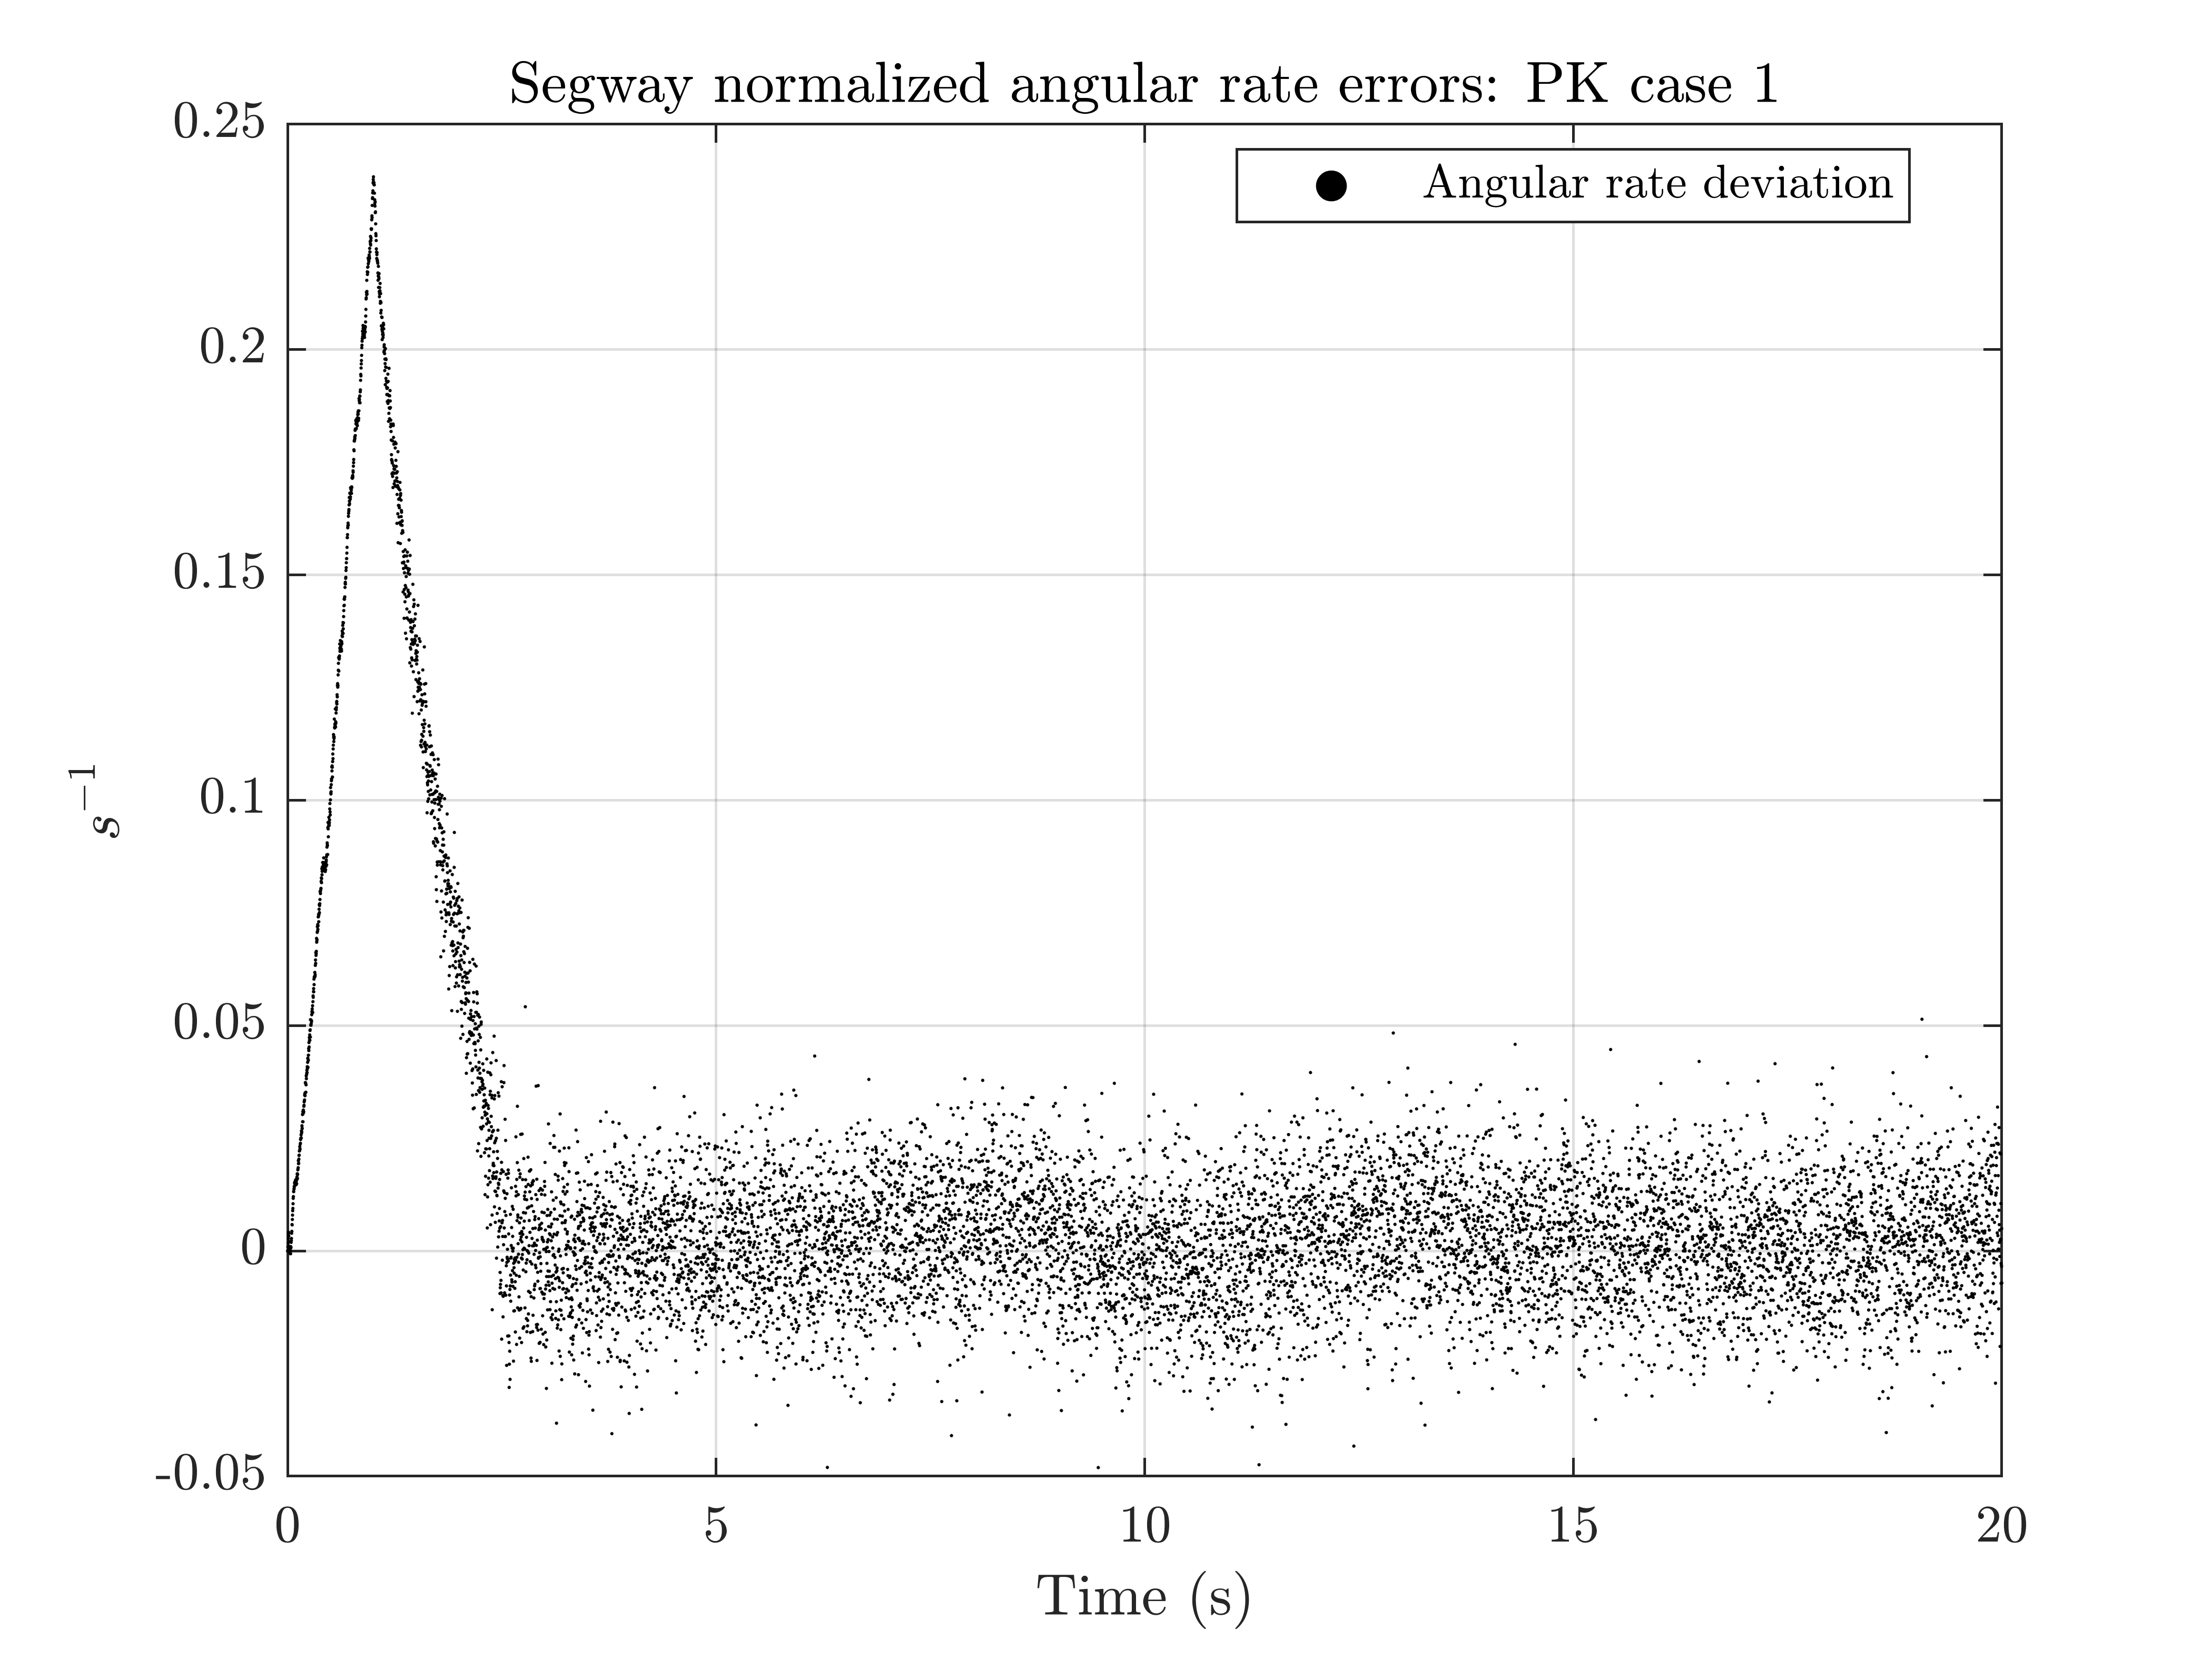 Segway normalized angular rate errors: PK case 1
0.25
Angular rate deviation
0.2
0.15
0.1
s⁻¹
0.05
0
-0.05
0 5 10 15 20
Time (s)